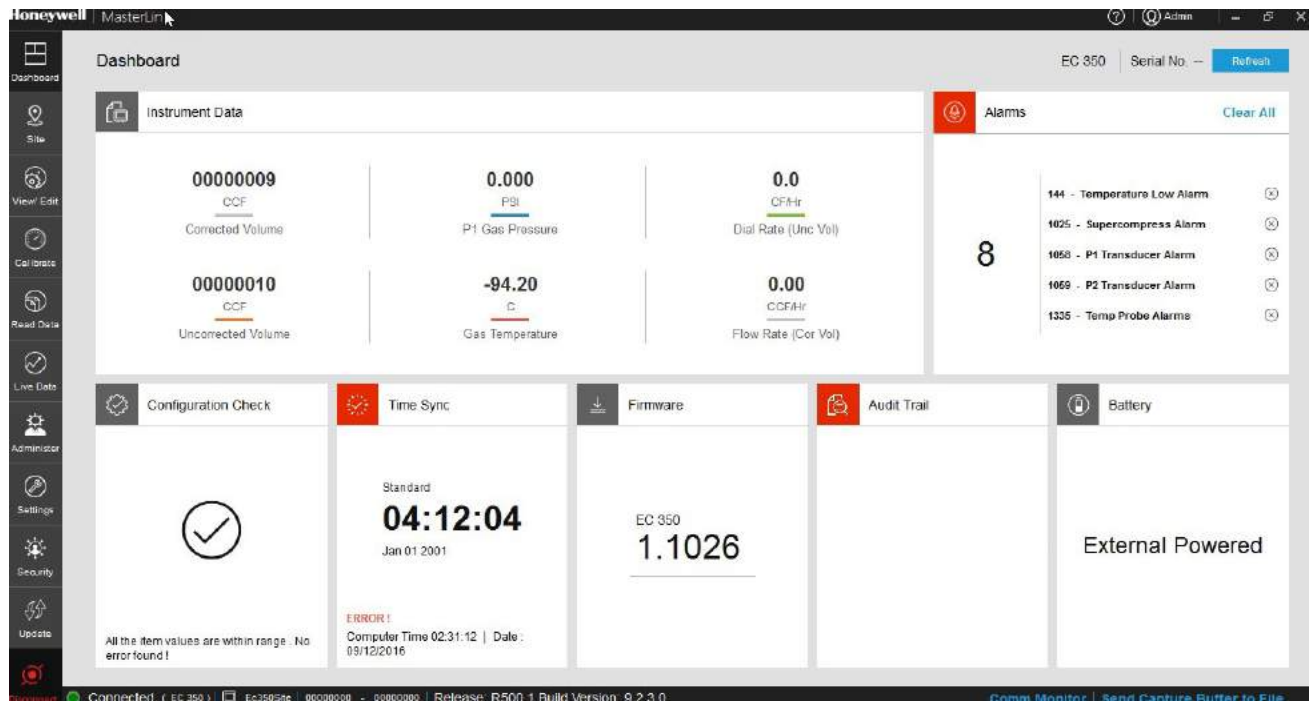 Honeywell | MasterLin
Admin
Dashboard
Site
View/ Edit
Calibrate
Read Data
Live Data
Administer
Settings
Security
Update
Dashboard
EC 350
Serial No. --
Refresh
Instrument Data
00000009
CCF
Corrected Volume
0.000
PSI
P1 Gas Pressure
0.0
CF/Hr
Dial Rate (Unc Vol)
00000010
CCF
Uncorrected Volume
-94.20
C
Gas Temperature
0.00
CCF/Hr
Flow Rate (Cor Vol)
Alarms
Clear All
8
144 - Temperature Low Alarm
1025 - Supercompress Alarm
1058 - P1 Transducer Alarm
1059 - P2 Transducer Alarm
1335 - Temp Probe Alarms
Configuration Check
All the item values are within range . No
error found !
Time Sync
Standard
04:12:04
Jan 01 2001
ERROR !
Computer Time 02:31:12 | Date :
09/12/2016
Firmware
EC 350
1.1026
Audit Trail
Battery
External Powered
Connected ( EC 350 ) | Ec350Site | 00000000 - 00000000 | Release: R500.1 Build Version: 9.2.3.0
Comm Monitor | Send Capture Buffer to File